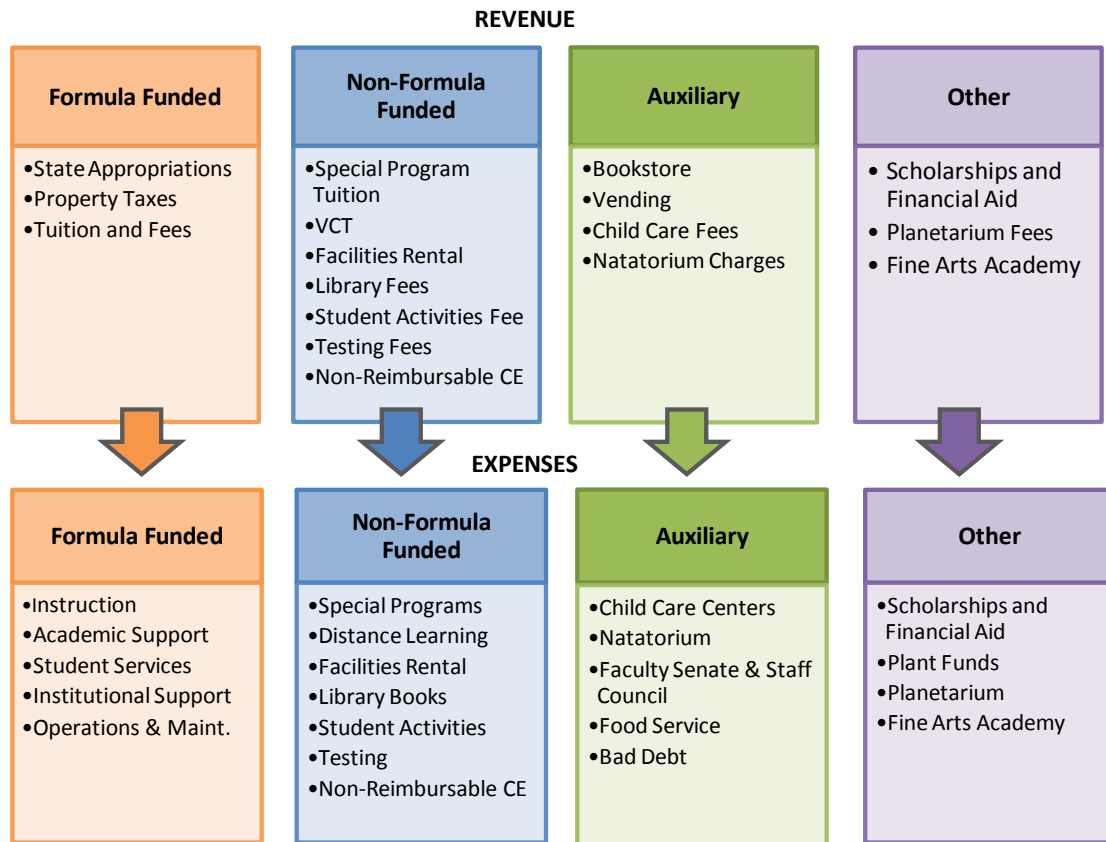 REVENUE
Formula Funded
•State Appropriations
•Property Taxes
•Tuition and Fees
Non-Formula
Funded
•Special Program
Tuition
•VCT
•Facilities Rental
•Library Fees
•Student Activities Fee
•Testing Fees
•Non-Reimbursable CE
Auxiliary
•Bookstore
•Vending
•Child Care Fees
•Natatorium Charges
Other
• Scholarships and
Financial Aid
• Planetarium Fees
• Fine Arts Academy
EXPENSES
Formula Funded
•Instruction
•Academic Support
•Student Services
•Institutional Support
•Operations & Maint.
Non-Formula
Funded
•Special Programs
•Distance Learning
•Facilities Rental
•Library Books
•Student Activities
•Testing
•Non-Reimbursable CE
Auxiliary
•Child Care Centers
•Natatorium
•Faculty Senate & Staff
Council
•Food Service
•Bad Debt
Other
•Scholarships and
Financial Aid
•Plant Funds
•Planetarium
•Fine Arts Academy